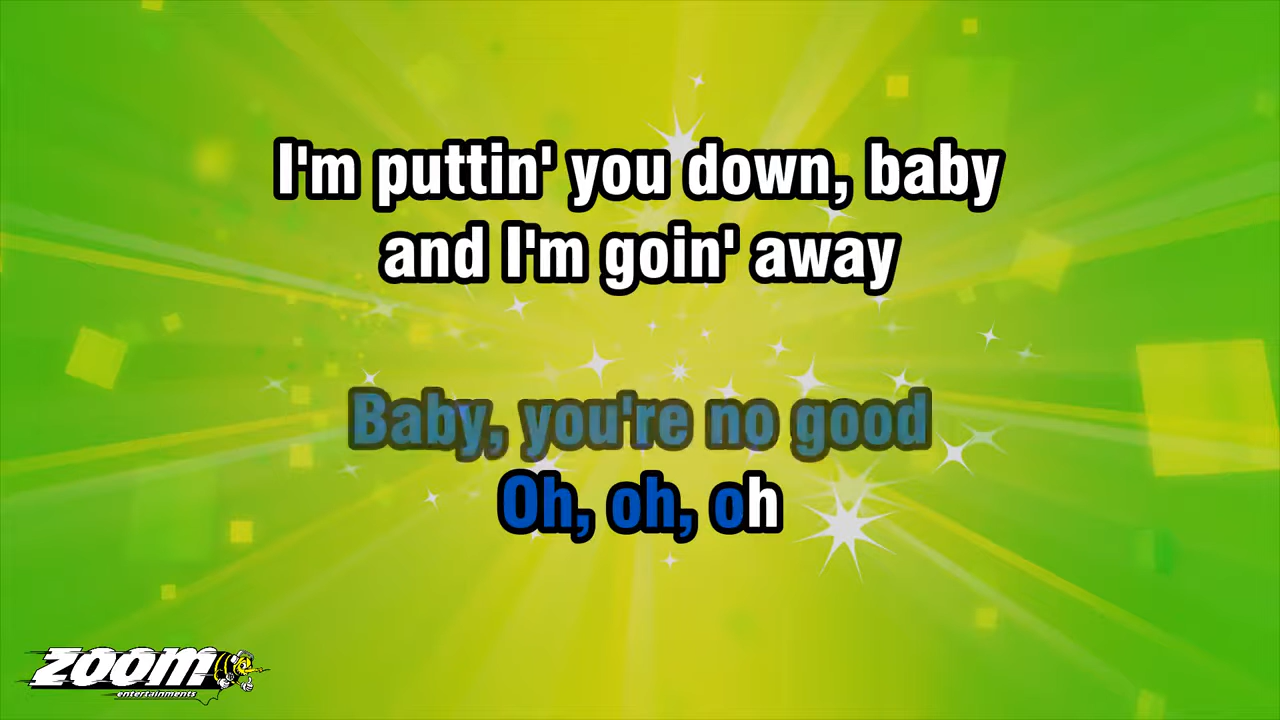 I'm puttin' you down, baby
and I'm goin' away
Baby, you're no good
Oh, oh, oh
zoom
entertainments